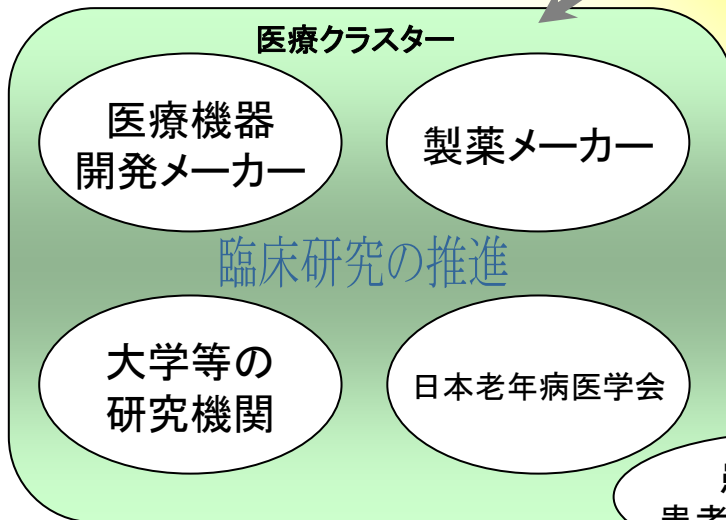 医療クラスター
医療機器
開発メーカー
製薬メーカー
臨床研究の推進
大学等の
研究機関
日本老年病医学会
患者